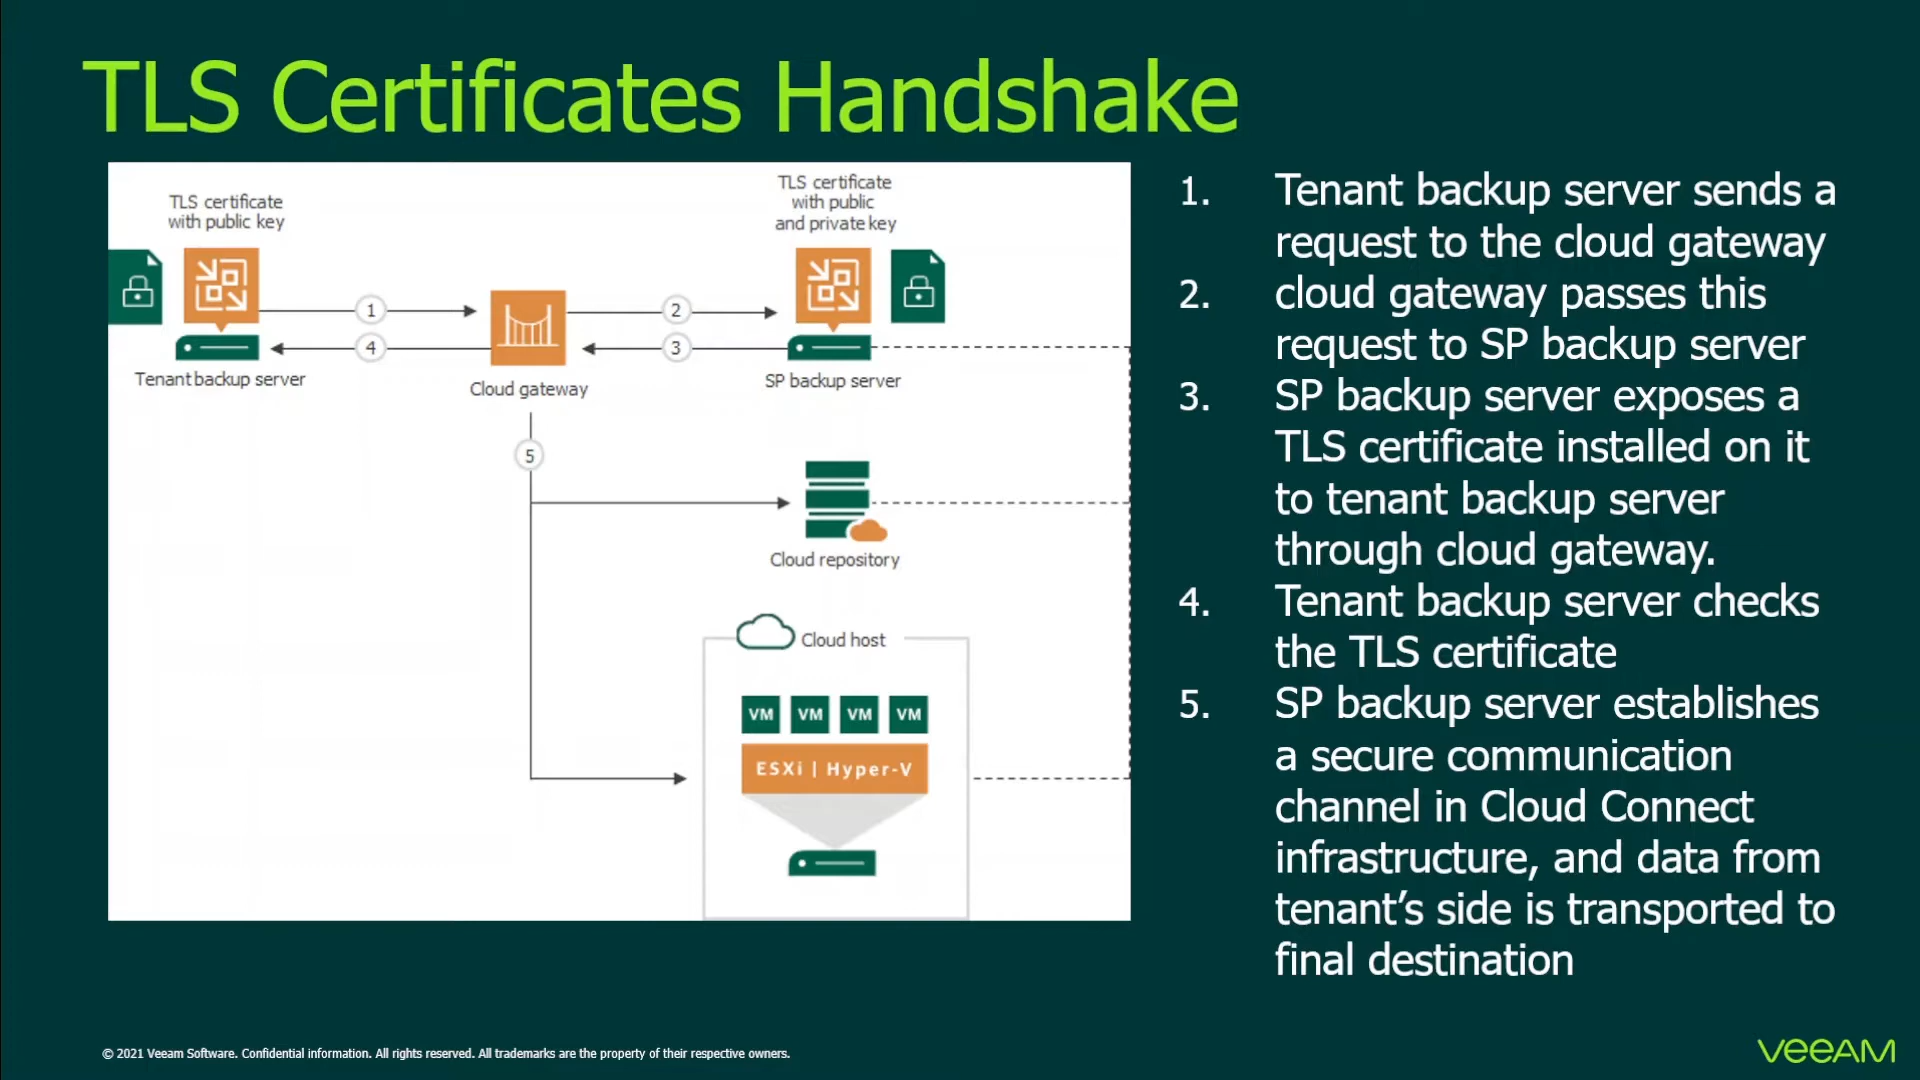 TLS Certificates Handshake
TLS certificate
with public key
TLS certificate
with public
and private key
1
2
4
3
Tenant backup server
Cloud gateway
SP backup server
5
Cloud repository
Cloud host
VM VM VM VM
ESXi | Hyper-V
1. Tenant backup server sends a
request to the cloud gateway
2. cloud gateway passes this
request to SP backup server
3. SP backup server exposes a
TLS certificate installed on it
to tenant backup server
through cloud gateway.
4. Tenant backup server checks
the TLS certificate
5. SP backup server establishes
a secure communication
channel in Cloud Connect
infrastructure, and data from
tenant’s side is transported to
final destination
© 2021 Veeam Software. Confidential information. All rights reserved. All trademarks are the property of their respective owners.
VEEAM